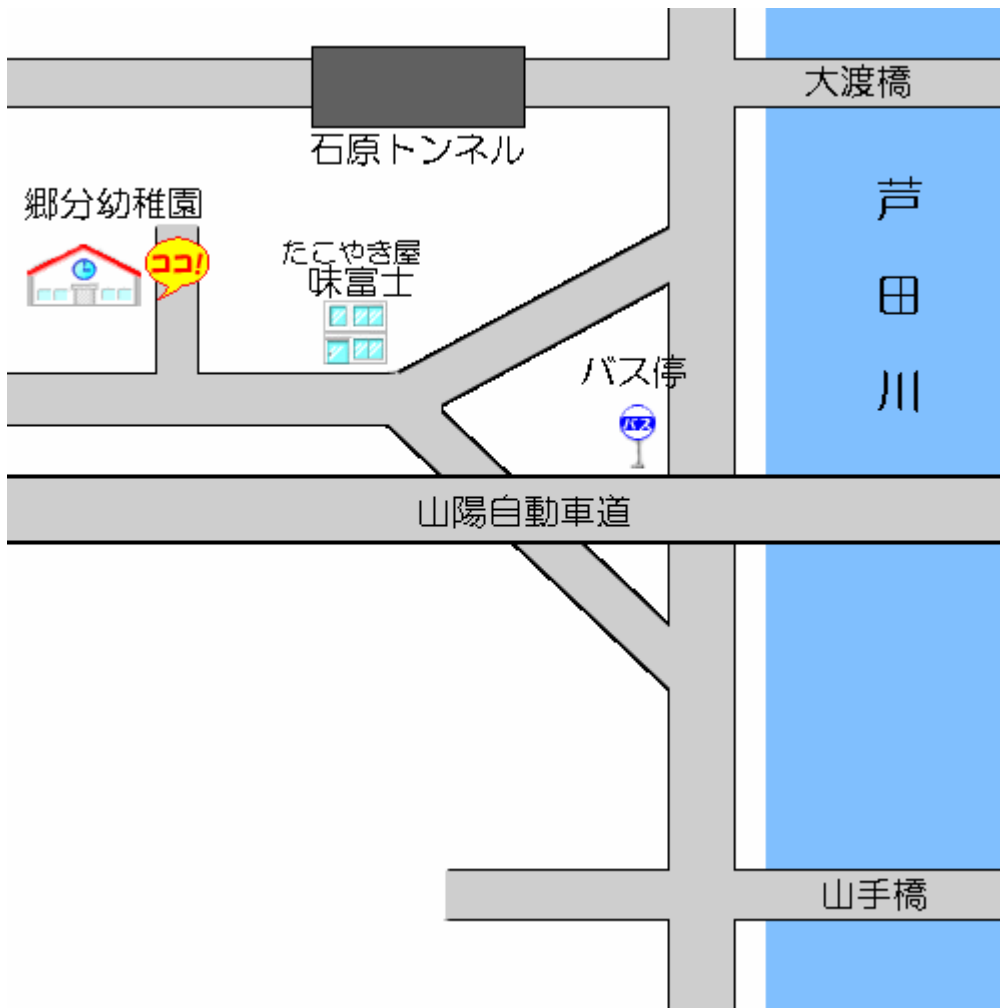 大渡橋
石原トンネル
芦田川
郷分幼稚園
ココ!
たこやき屋
味富士
バス停
バス
山陽自動車道
山手橋